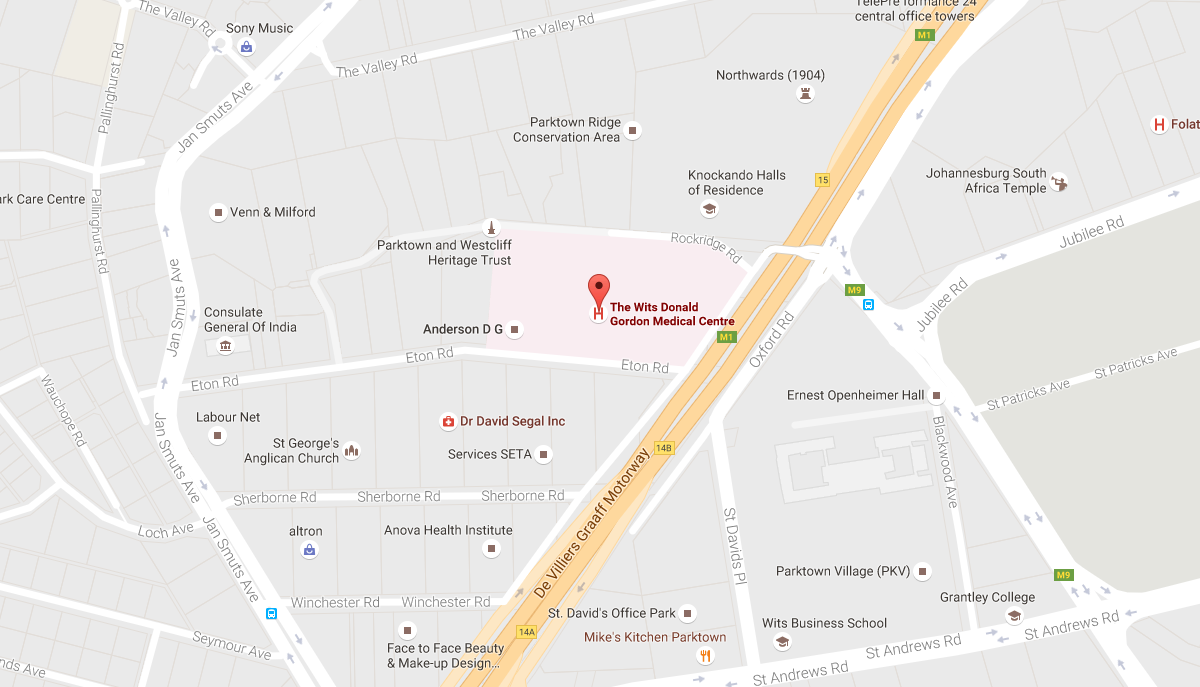 TelePre formance 24
central office towers
The Valley Rd
Sony Music
The Valley Rd
M1
The Valley Rd
Pallinghurst Rd
Northwards (1904)
Jan Smuts Ave
Parktown Ridge
Conservation Area
H Folat
Knockando Halls
of Residence
15
Johannesburg South
Africa Temple
ark Care Centre
Pallinghurst Rd
Venn & Milford
Parktown and Westcliff
Heritage Trust
Rockridge Rd
Jubilee Rd
Jan Smuts Ave
M9
Jubilee Rd
Consulate
General Of India
H The Wits Donald
Gordon Medical Centre
Anderson D G
M1
Oxford Rd
Eton Rd
Eton Rd
Eton Rd
St Patricks Ave
St Patricks Ave
Wauchope Rd
Ernest Openheimer Hall
Labour Net
Dr David Segal Inc
Jan Smuts Ave
St George's
Anglican Church
Services SETA
14B
Blackwood Ave
De Villiers Graaff Motorway
Sherborne Rd
Sherborne Rd
Sherborne Rd
Loch Ave
Jan Smuts Ave
altron
Anova Health Institute
St Davids Pl
Parktown Village (PKV)
M9
Winchester Rd
Winchester Rd
Grantley College
St. David's Office Park
14A
Wits Business School
St Andrews Rd
Mike's Kitchen Parktown
Seymour Ave
Face to Face Beauty
& Make-up Design...
St Andrews Rd
St Andrews Rd
nds Ave